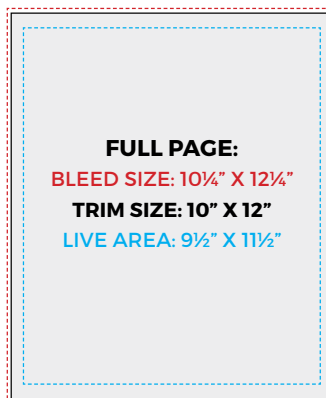 FULL PAGE:
BLEED SIZE: 10¼” X 12¼”
TRIM SIZE: 10” X 12”
LIVE AREA: 9½” X 11½”